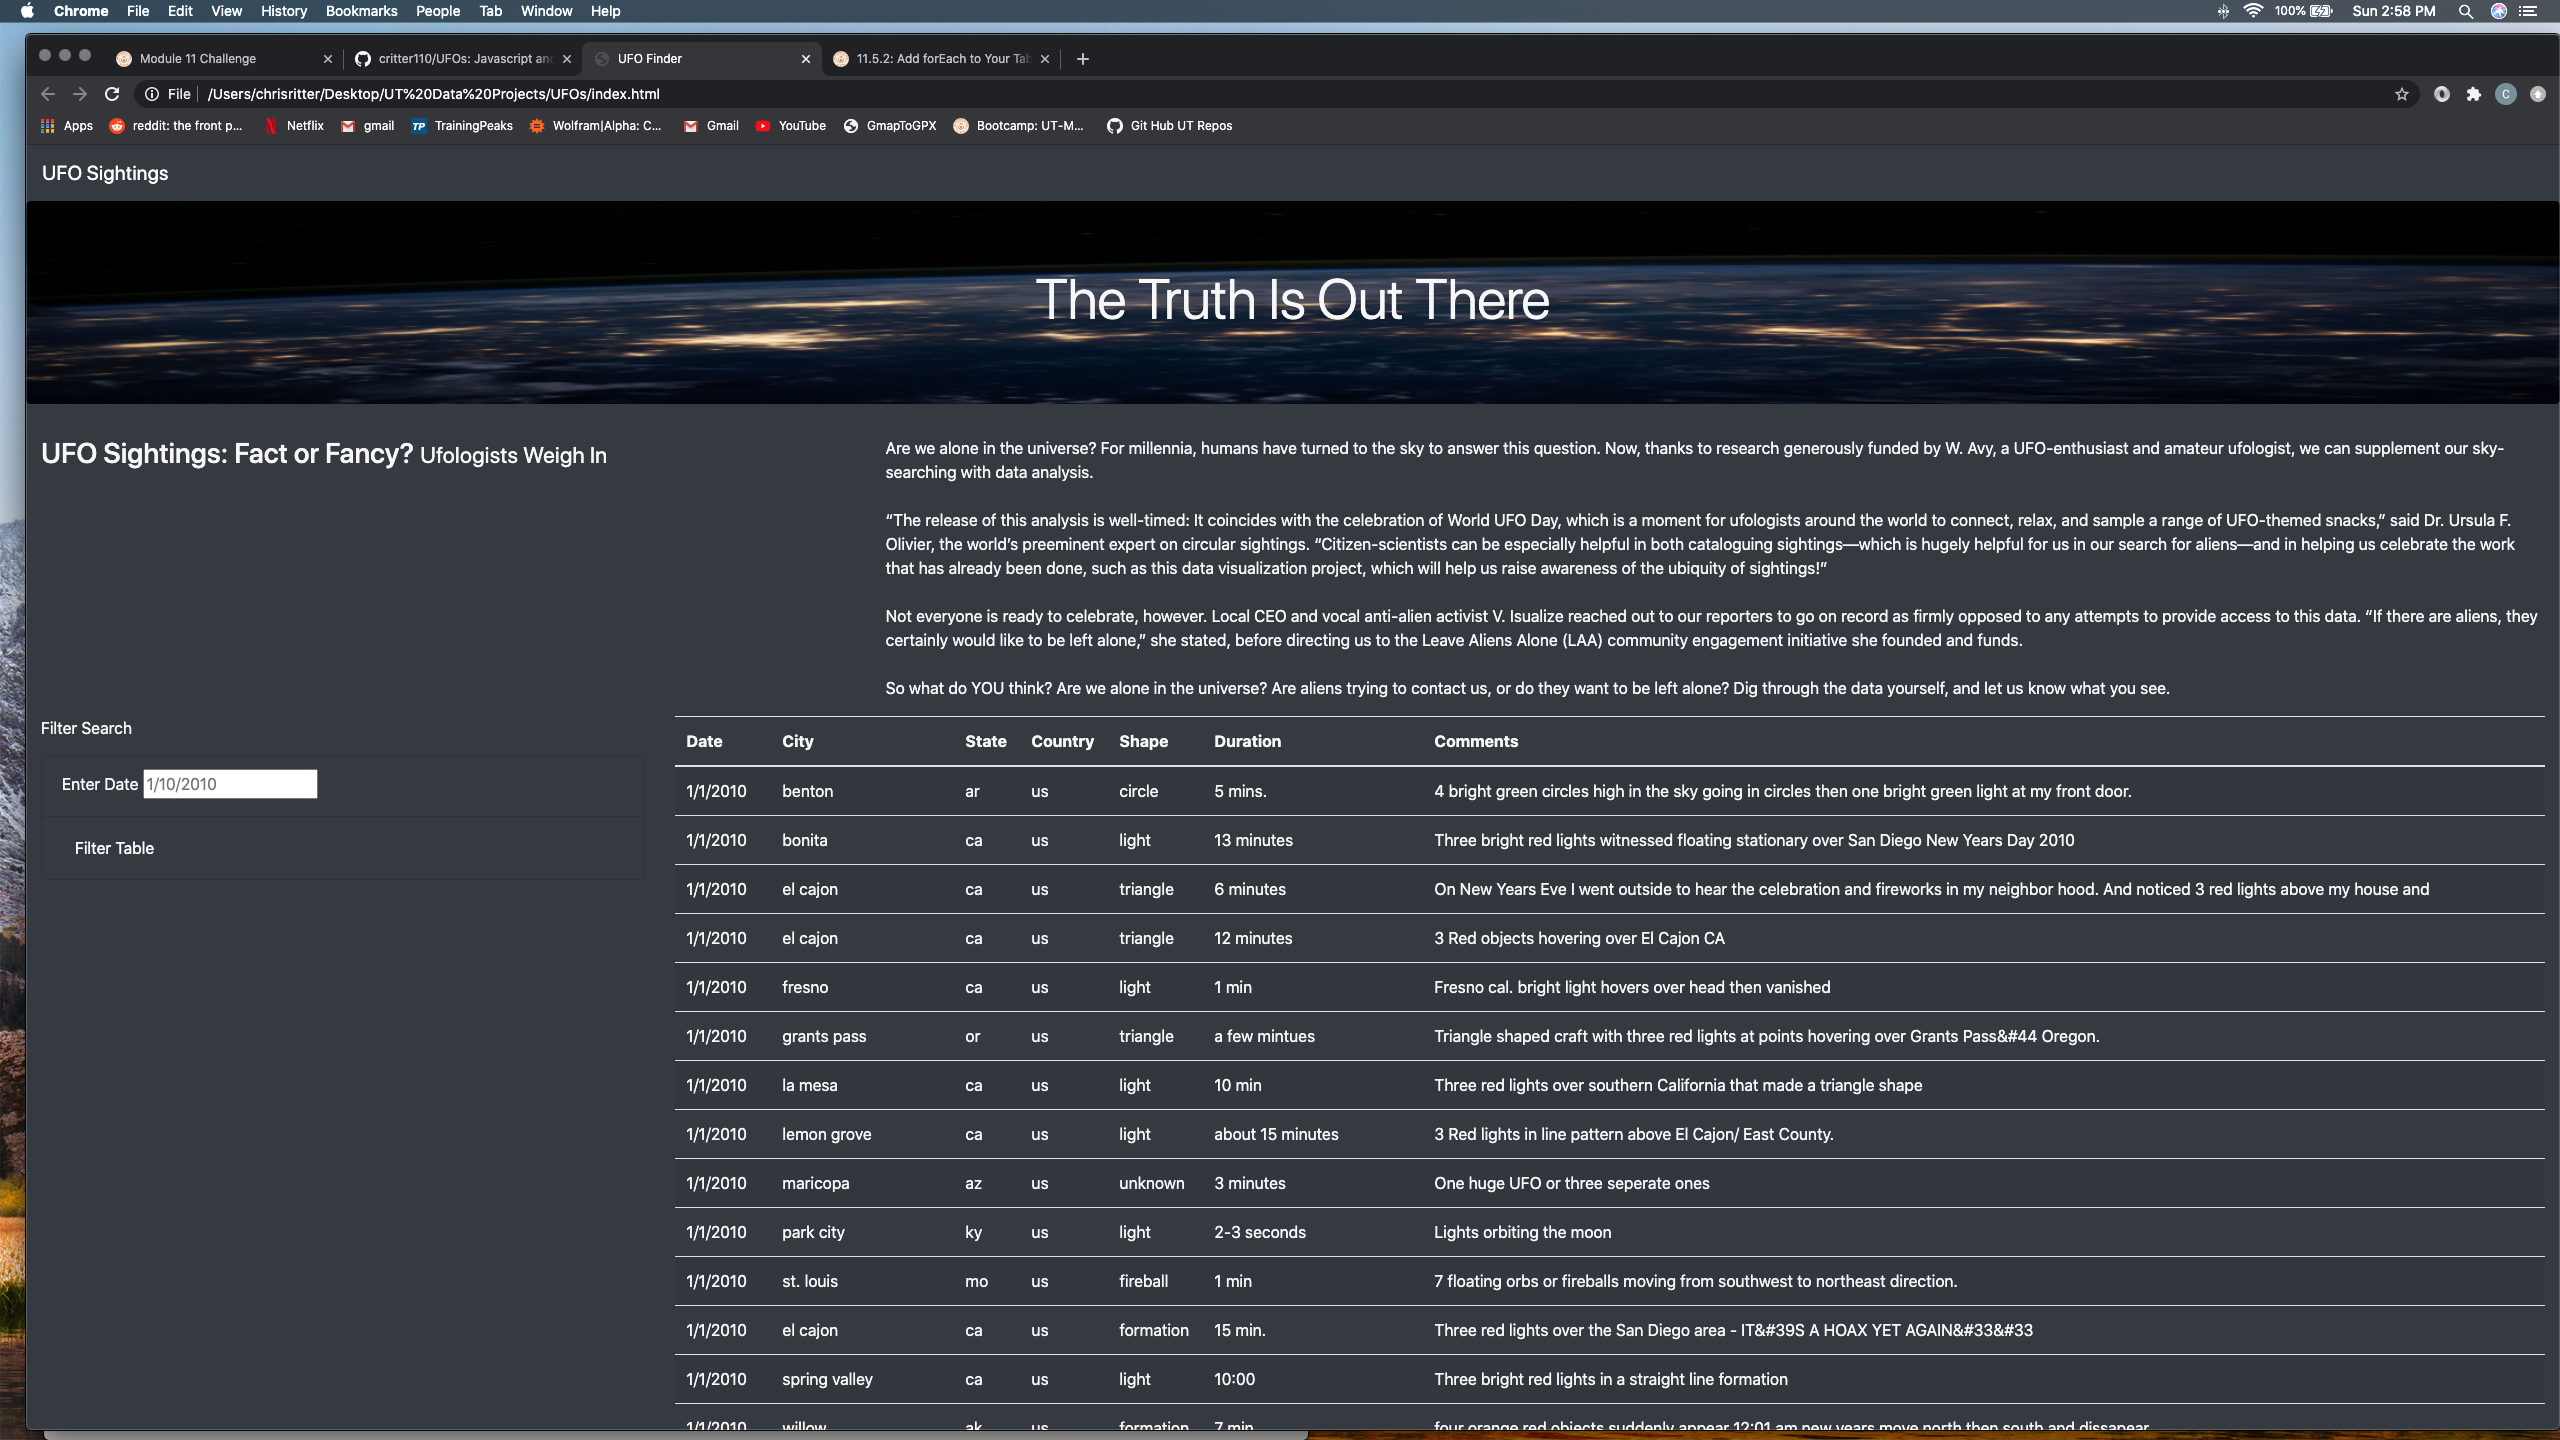 Chrome File Edit View History Bookmarks People Tab Window Help 100% Sun 2:58 PM
Module 11 Challenge critter110/UFOs: Javascript and UFO Finder 11.5.2: Add forEach to Your Tab
File /Users/chrisritter/Desktop/UT%20Data%20Projects/UFOs/index.html C
Apps reddit: the front p... Netflix gmail TP TrainingPeaks Wolfram|Alpha: C... Gmail YouTube GmapToGPX Bootcamp: UT-M... Git Hub UT Repos
UFO Sightings
The Truth Is Out There
UFO Sightings: Fact or Fancy? Ufologists Weigh In
Are we alone in the universe? For millennia, humans have turned to the sky to answer this question. Now, thanks to research generously funded by W. Avy, a UFO-enthusiast and amateur ufologist, we can supplement our sky-
searching with data analysis.
“The release of this analysis is well-timed: It coincides with the celebration of World UFO Day, which is a moment for ufologists around the world to connect, relax, and sample a range of UFO-themed snacks,” said Dr. Ursula F.
Olivier, the world’s preeminent expert on circular sightings. “Citizen-scientists can be especially helpful in both cataloguing sightings—which is hugely helpful for us in our search for aliens—and in helping us celebrate the work
that has already been done, such as this data visualization project, which will help us raise awareness of the ubiquity of sightings!”
Not everyone is ready to celebrate, however. Local CEO and vocal anti-alien activist V. Isualize reached out to our reporters to go on record as firmly opposed to any attempts to provide access to this data. “If there are aliens, they
certainly would like to be left alone,” she stated, before directing us to the Leave Aliens Alone (LAA) community engagement initiative she founded and funds.
So what do YOU think? Are we alone in the universe? Are aliens trying to contact us, or do they want to be left alone? Dig through the data yourself, and let us know what you see.
Filter Search
Enter Date 1/10/2010
Filter Table
Date City State Country Shape Duration Comments
1/1/2010 benton ar us circle 5 mins. 4 bright green circles high in the sky going in circles then one bright green light at my front door.
1/1/2010 bonita ca us light 13 minutes Three bright red lights witnessed floating stationary over San Diego New Years Day 2010
1/1/2010 el cajon ca us triangle 6 minutes On New Years Eve I went outside to hear the celebration and fireworks in my neighbor hood. And noticed 3 red lights above my house and
1/1/2010 el cajon ca us triangle 12 minutes 3 Red objects hovering over El Cajon CA
1/1/2010 fresno ca us light 1 min Fresno cal. bright light hovers over head then vanished
1/1/2010 grants pass or us triangle a few mintues Triangle shaped craft with three red lights at points hovering over Grants Pass&#44 Oregon.
1/1/2010 la mesa ca us light 10 min Three red lights over southern California that made a triangle shape
1/1/2010 lemon grove ca us light about 15 minutes 3 Red lights in line pattern above El Cajon/ East County.
1/1/2010 maricopa az us unknown 3 minutes One huge UFO or three seperate ones
1/1/2010 park city ky us light 2-3 seconds Lights orbiting the moon
1/1/2010 st. louis mo us fireball 1 min 7 floating orbs or fireballs moving from southwest to northeast direction.
1/1/2010 el cajon ca us formation 15 min. Three red lights over the San Diego area - IT&#39S A HOAX YET AGAIN&#33&#33
1/1/2010 spring valley ca us light 10:00 Three bright red lights in a straight line formation
1/1/2010 willow ak us formation 7 min four orange red objects suddenly appear 12:01 am new years move north then south and dissapear